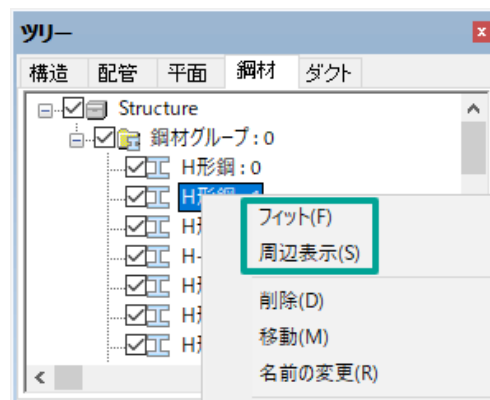 ツリー
構造 配管 平面 鋼材 ダクト
Structure
鋼材グループ : 0
H形鋼 : 0
H形鋼
フィット(F)
周辺表示(S)
削除(D)
移動(M)
名前の変更(R)